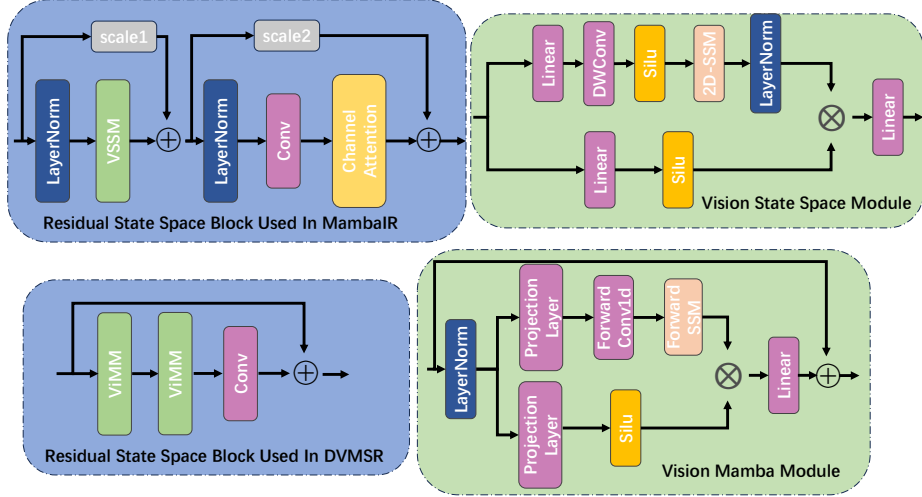 scale1
scale2
LayerNorm
VSSM
LayerNorm
Conv
Channel
Attention
Residual State Space Block Used In MambaIR
Linear
DWConv
Silu
2D-SSM
LayerNorm
Linear
Linear
Silu
Vision State Space Module
ViMM
ViMM
Conv
Residual State Space Block Used In DVMSR
LayerNorm
Projection
Layer
Forward
Conv1d
Forward
SSM
Projection
Layer
Silu
Linear
Vision Mamba Module